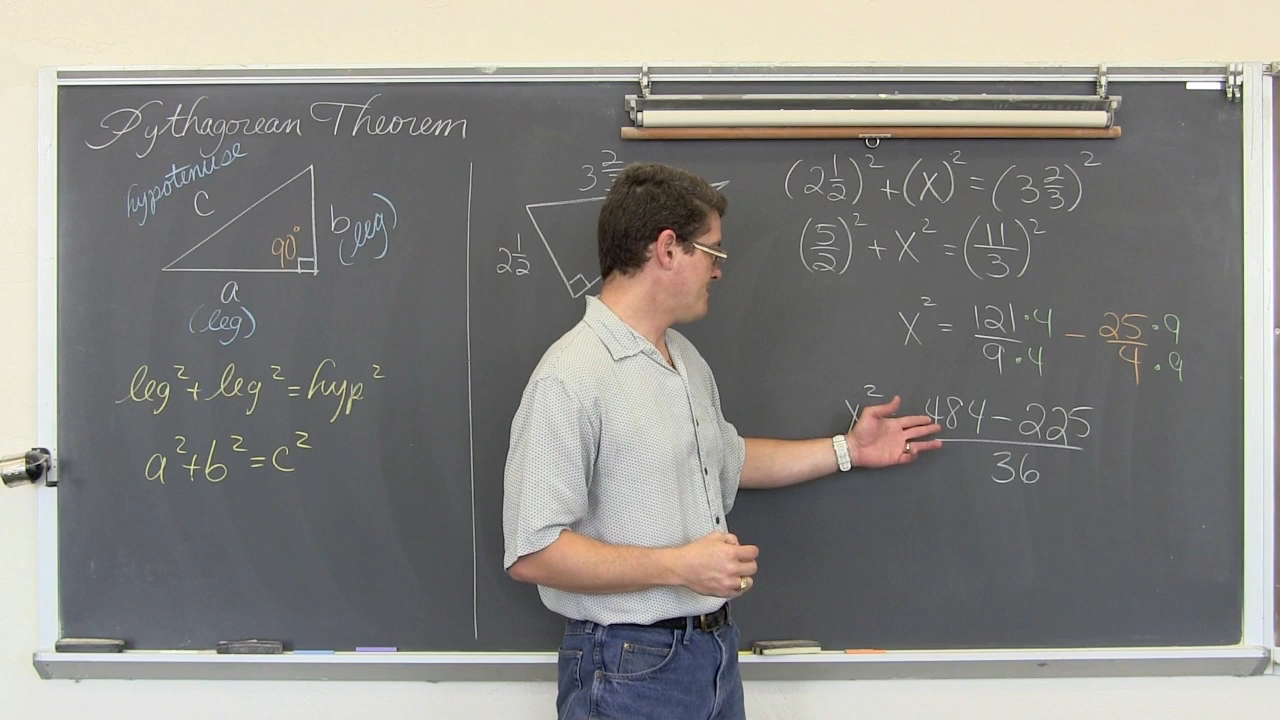 Pythagorean Theorem
hypotenuse
c
90°
b
(leg)
a
(leg)
leg² + leg² = hyp²
a² + b² = c²
3 2/3
2 1/2
(2 1/2)² + (x)² = (3 2/3)²
(5/2)² + x² = (11/3)²
x² = 121·4/9·4 − 25·9/4·9
x² 484 − 225/36